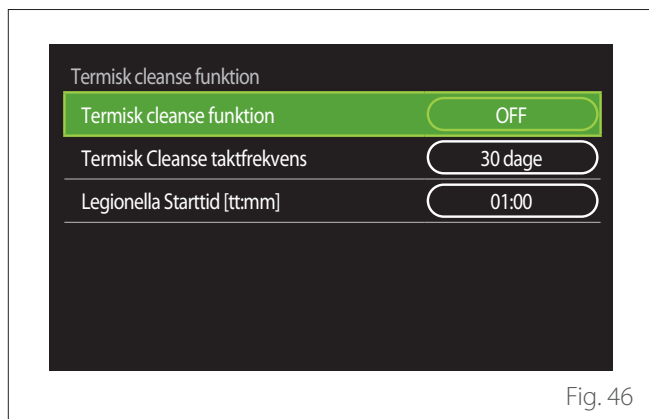 Termisk cleanse funktion
Termisk cleanse funktion OFF
Termisk Cleanse taktfrekvens 30 dage
Legionella Starttid [tt:mm] 01:00
Fig. 46